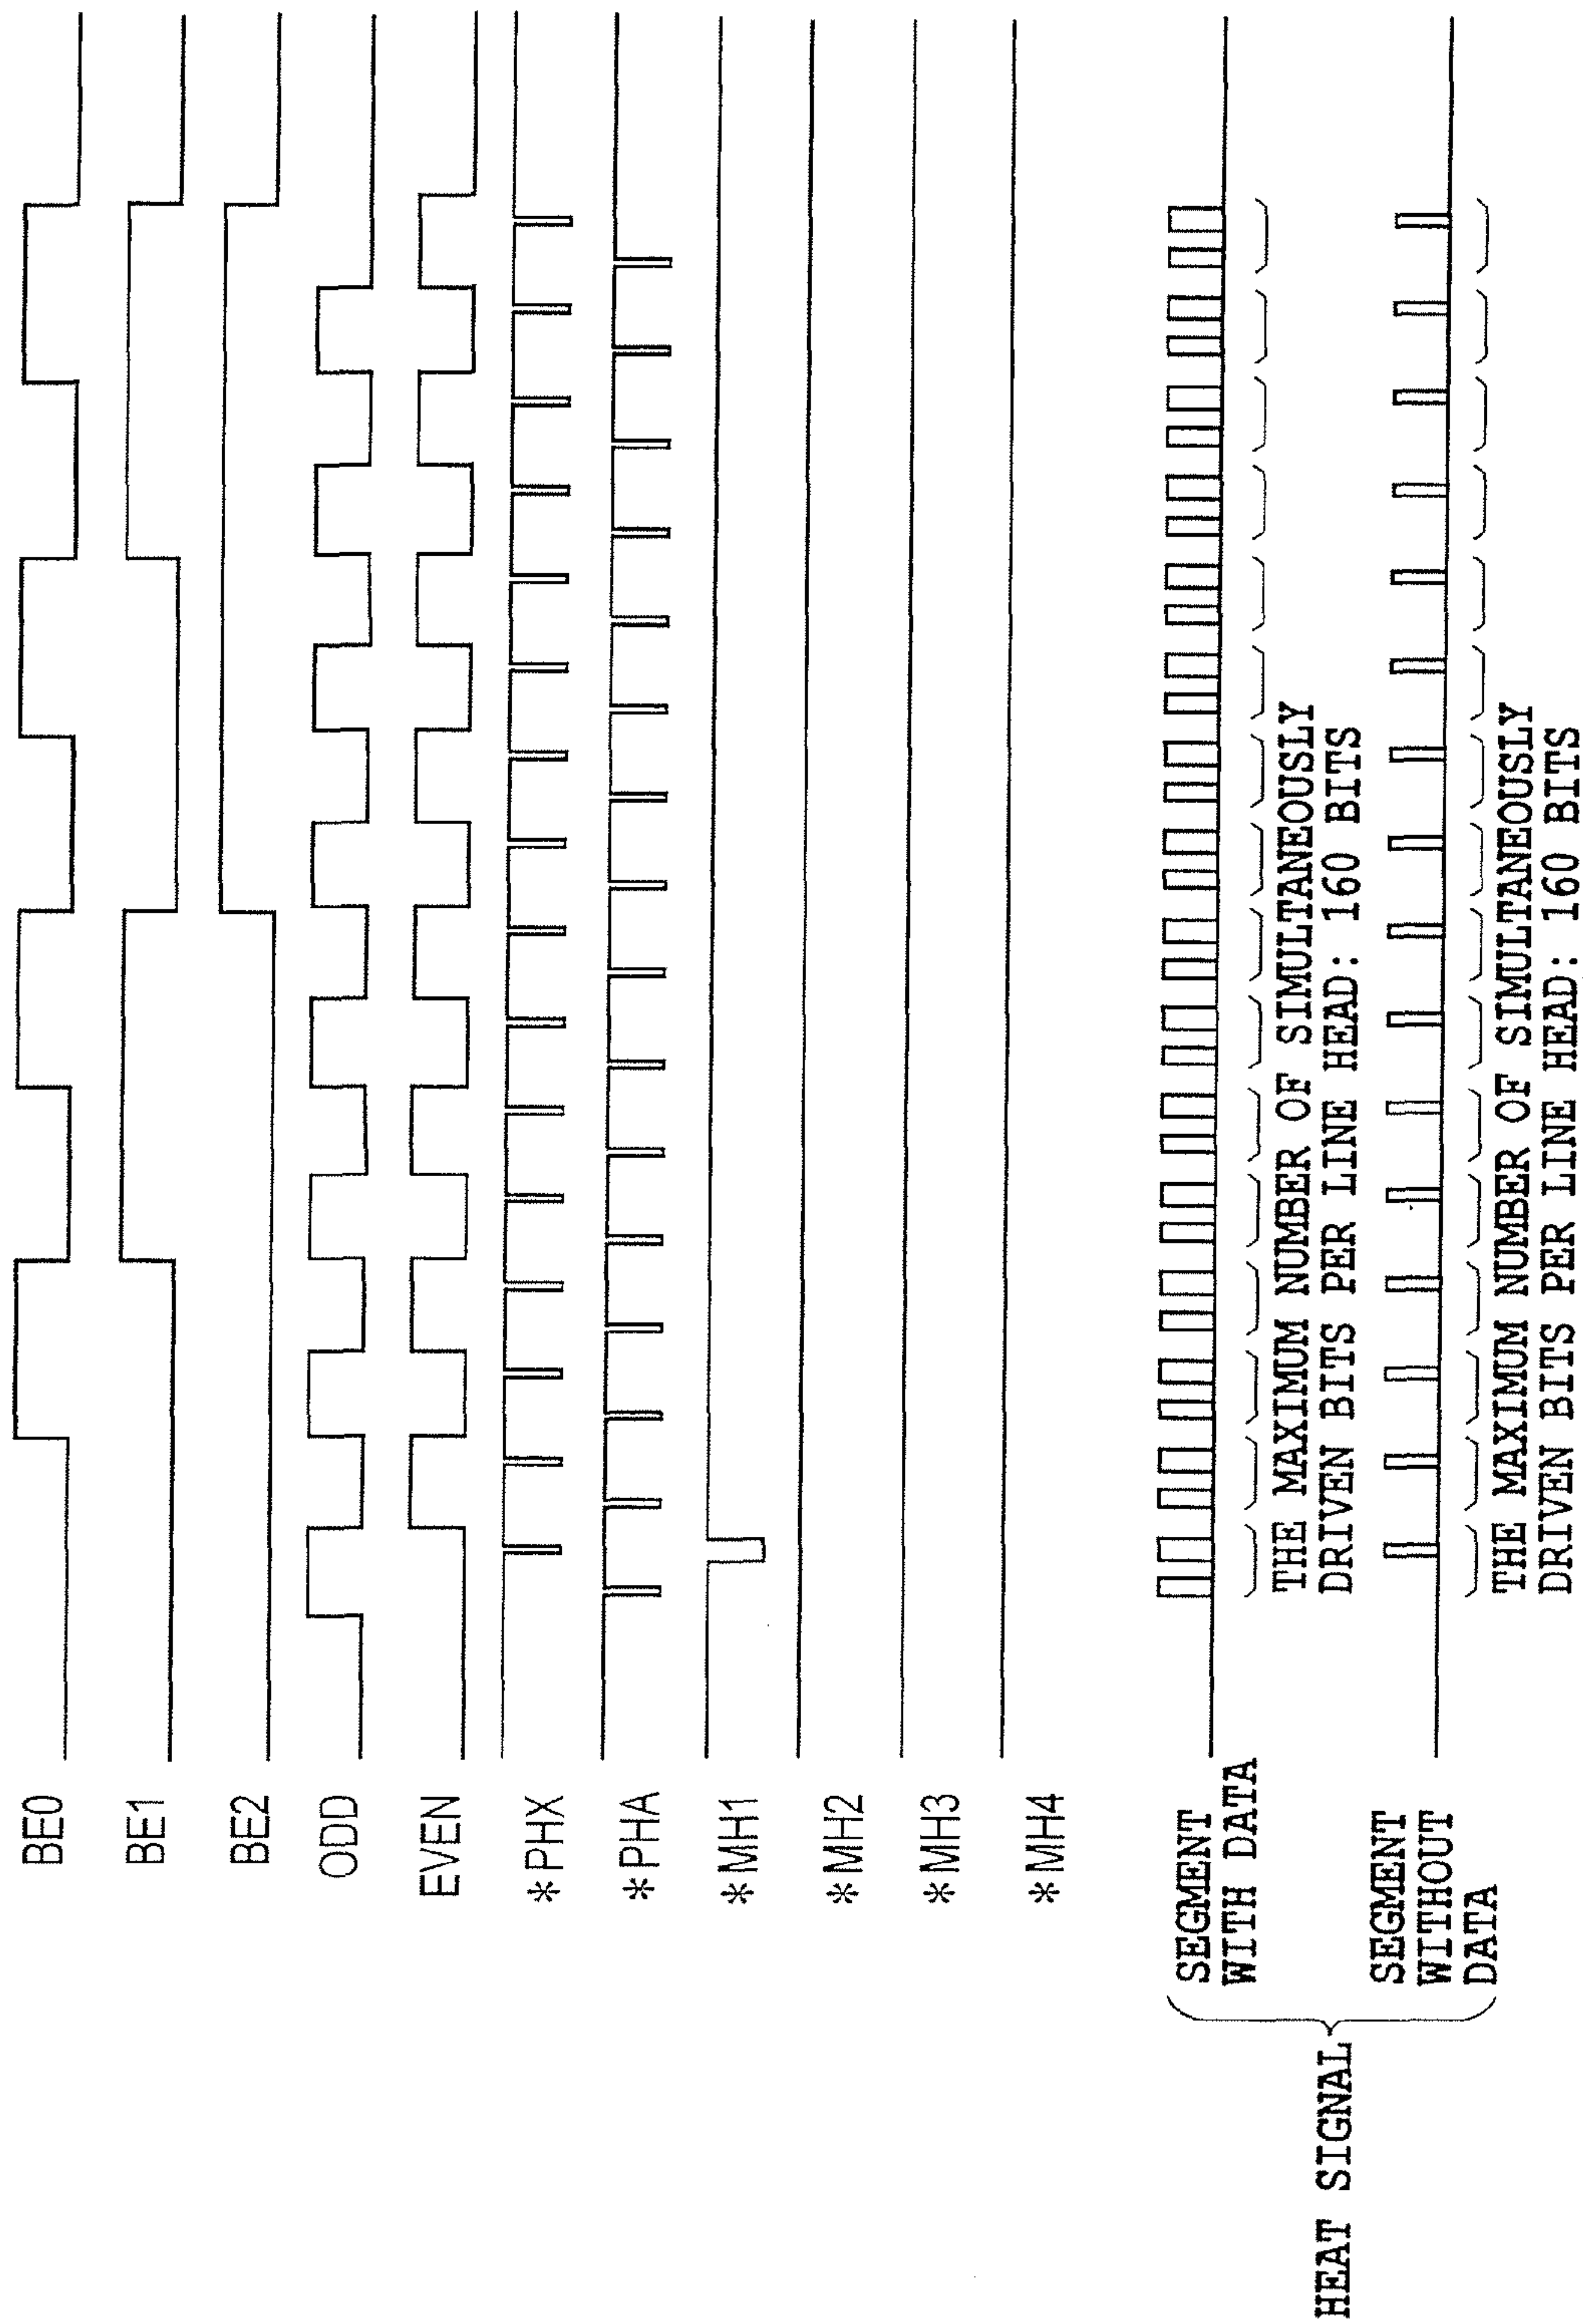 BE0
BE1
BE2
ODD
EVEN
*PHX
*PHA
*MH1
*MH2
*MH3
*MH4
HEAT SIGNAL
SEGMENT
WITH DATA
THE MAXIMUM NUMBER OF SIMULTANEOUSLY
DRIVEN BITS PER LINE HEAD: 160 BITS
SEGMENT
WITHOUT
DATA
THE MAXIMUM NUMBER OF SIMULTANEOUSLY
DRIVEN BITS PER LINE HEAD: 160 BITS